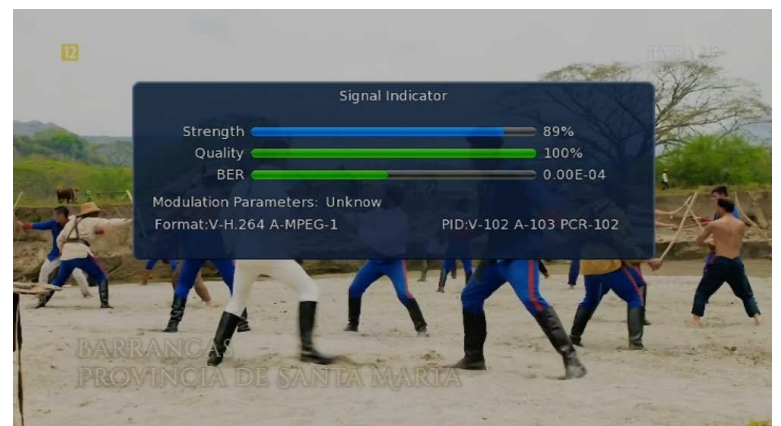 12
Signal Indicator
Strength 89%
Quality 100%
BER 0.00E-04
Modulation Parameters: Unknow
Format:V-H.264 A-MPEG-1 PID:V-102 A-103 PCR-102
BARRANCAS
PROVINCIA DE SANTA MARTA